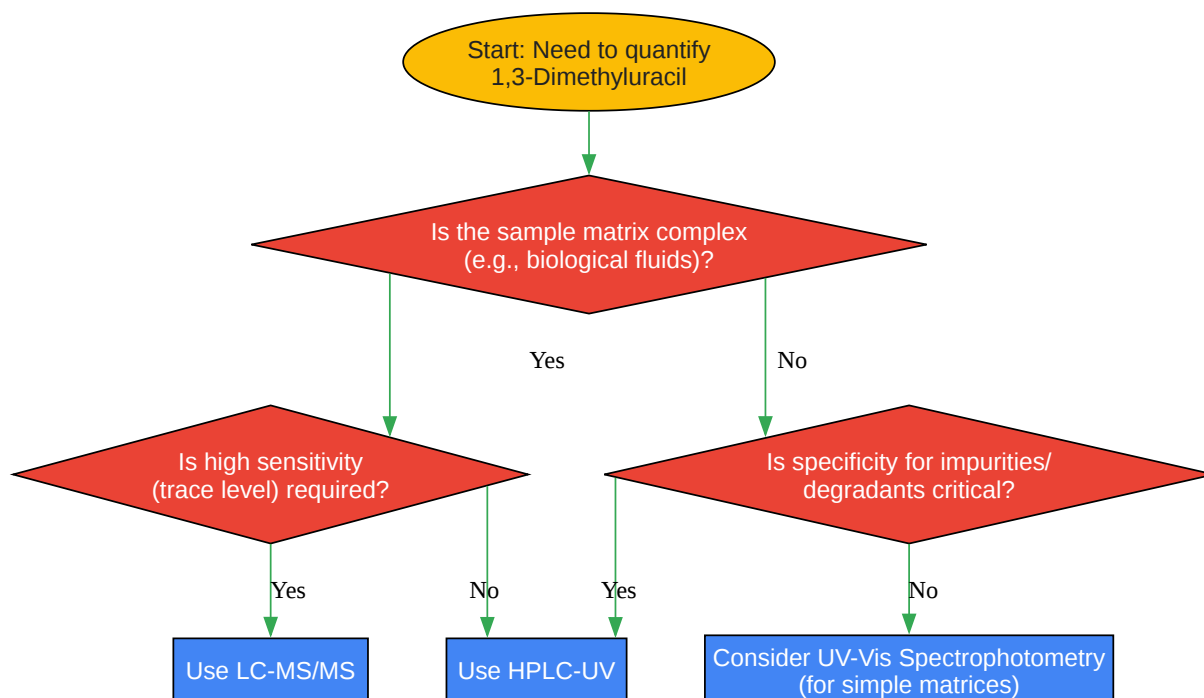 Start: Need to quantify
1,3-Dimethyluracil
Is the sample matrix complex
(e.g., biological fluids)?
Yes
No
Is high sensitivity
(trace level) required?
Is specificity for impurities/
degradants critical?
Yes
No
Yes
No
Use LC-MS/MS
Use HPLC-UV
Consider UV-Vis Spectrophotometry
(for simple matrices)